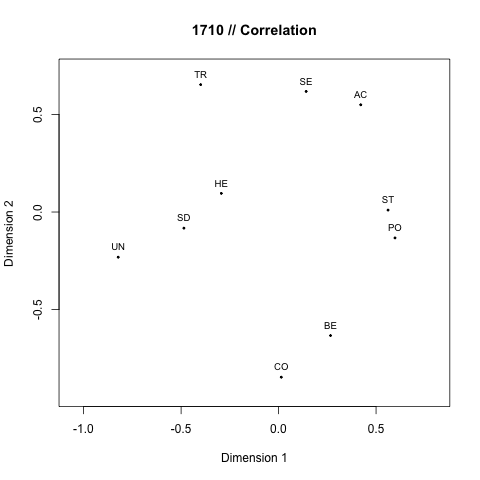 1710 // Correlation
TR
SE
AC
0.5
HE
ST
Dimension 2
0.0
SD
PO
UN
-0.5
BE
CO
-1.0 -0.5 0.0 0.5
Dimension 1